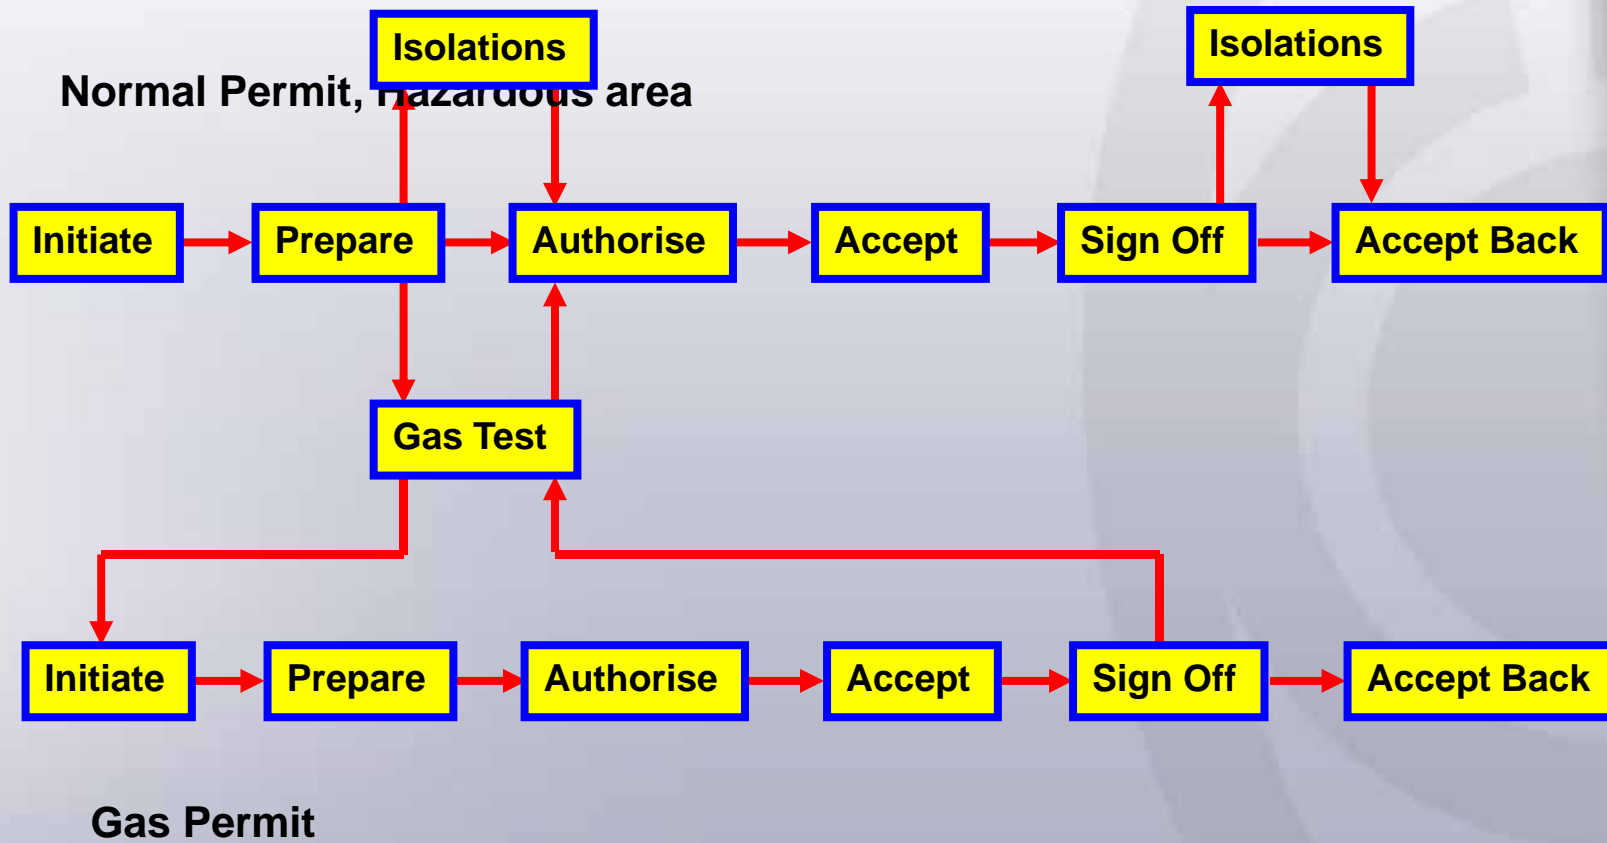 Isolations
Isolations
Normal Permit, Hazardous area
Initiate
Prepare
Authorise
Accept
Sign Off
Accept Back
Gas Test
Initiate
Prepare
Authorise
Accept
Sign Off
Accept Back
Gas Permit